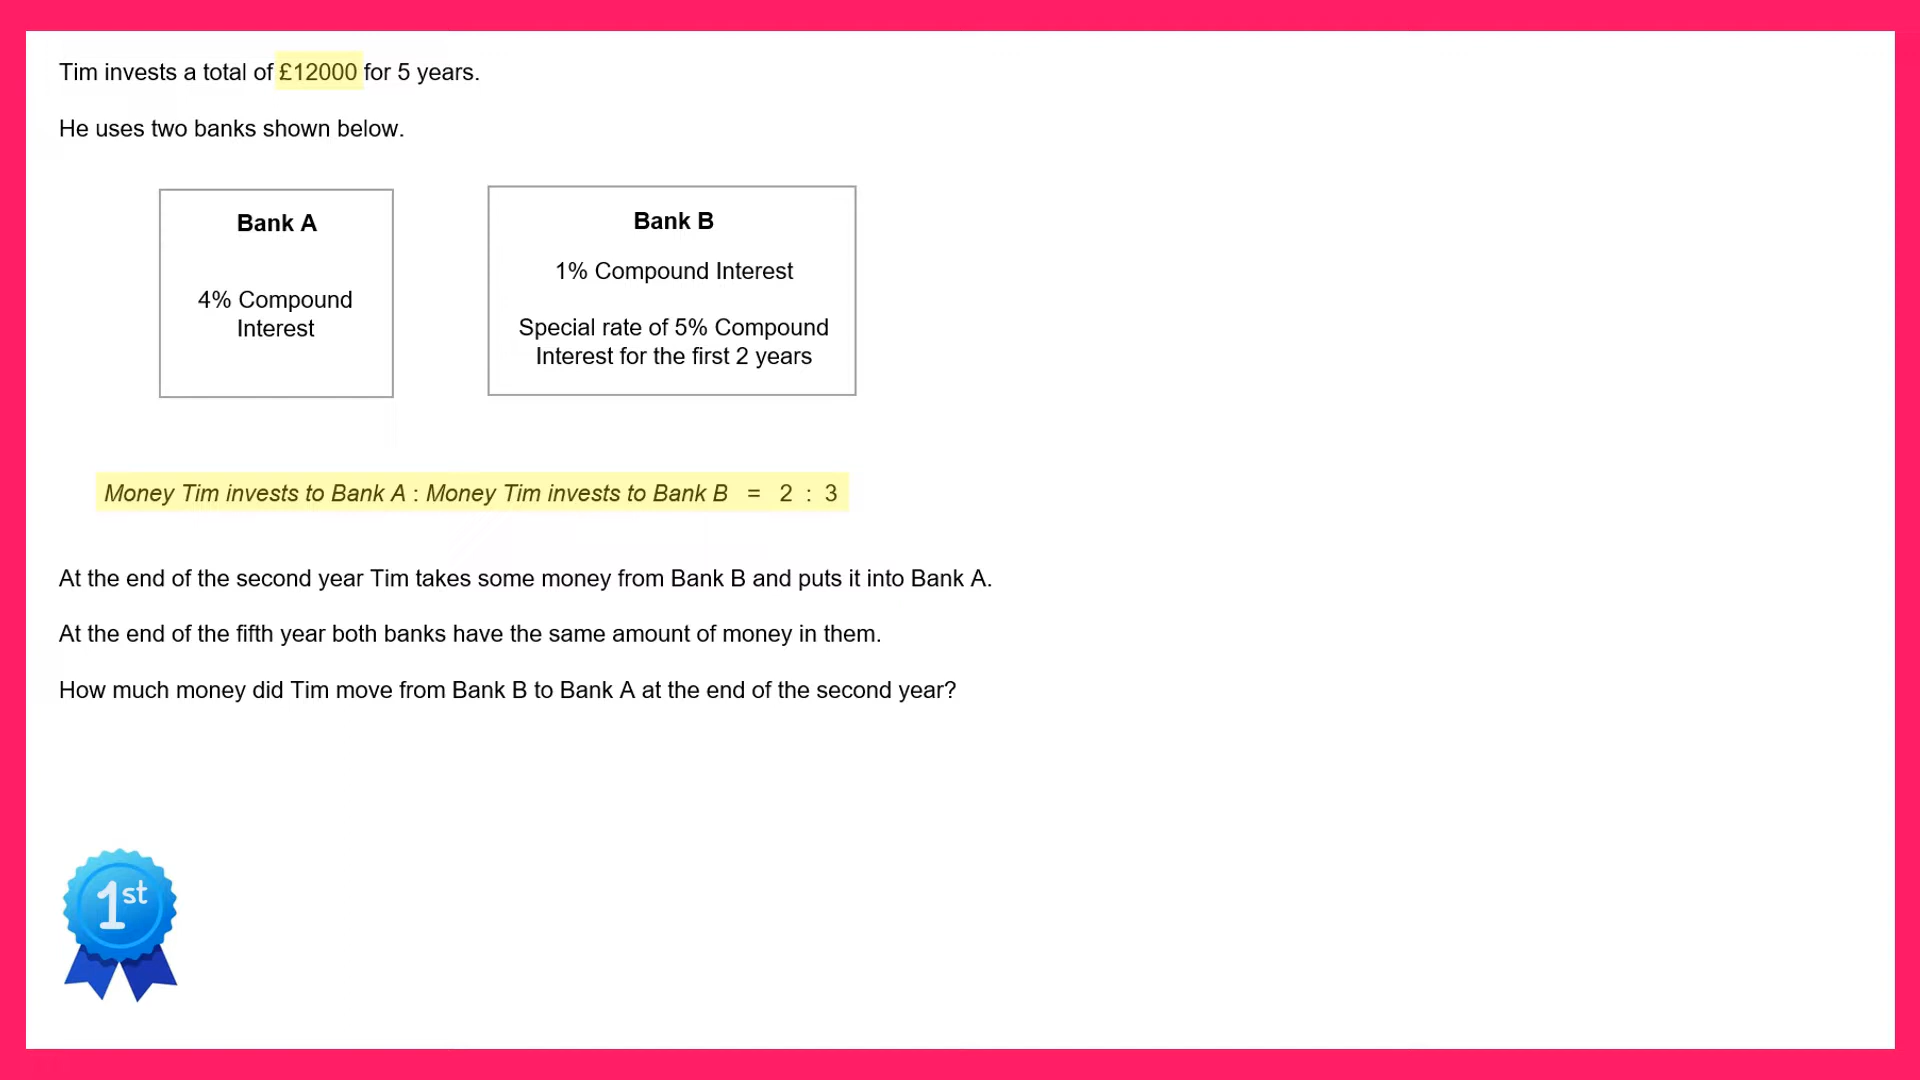 Tim invests a total of £12000 for 5 years.
He uses two banks shown below.
Bank A
4% Compound
Interest
Bank B
1% Compound Interest
Special rate of 5% Compound
Interest for the first 2 years
Money Tim invests to Bank A : Money Tim invests to Bank B = 2 : 3
At the end of the second year Tim takes some money from Bank B and puts it into Bank A.
At the end of the fifth year both banks have the same amount of money in them.
How much money did Tim move from Bank B to Bank A at the end of the second year?
1st